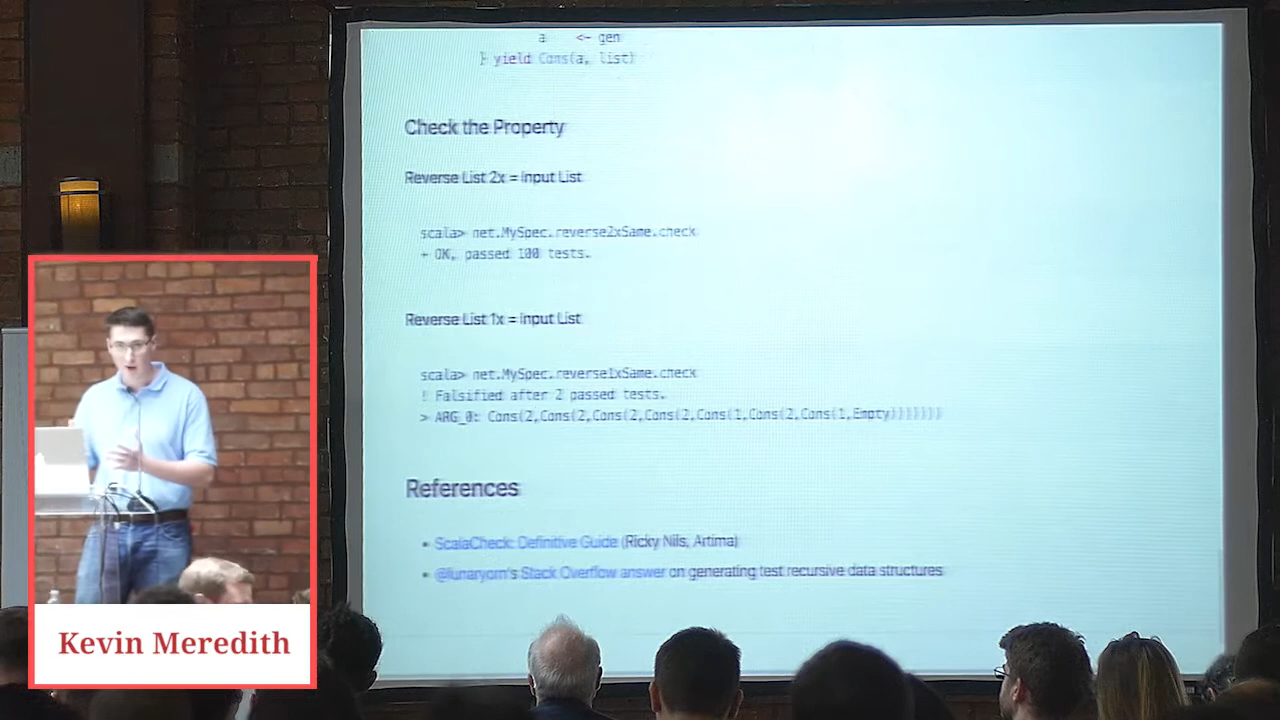 a <- gen
} yield Cons(a, list)
Check the Property
Reverse List 2x = Input List
scala> net.MySpec.reverse2xSame.check
+ OK, passed 100 tests.
Reverse List 1x = Input List
scala> net.MySpec.reverse1xSame.check
! Falsified after 2 passed tests.
> ARG_0: Cons(2,Cons(2,Cons(2,Cons(2,Cons(1,Cons(2,Cons(1,Empty)))))))
References
• ScalaCheck: Definitive Guide (Ricky Nils, Artima)
• @lunaryorn's Stack Overflow answer on generating test recursive data structures
Kevin Meredith